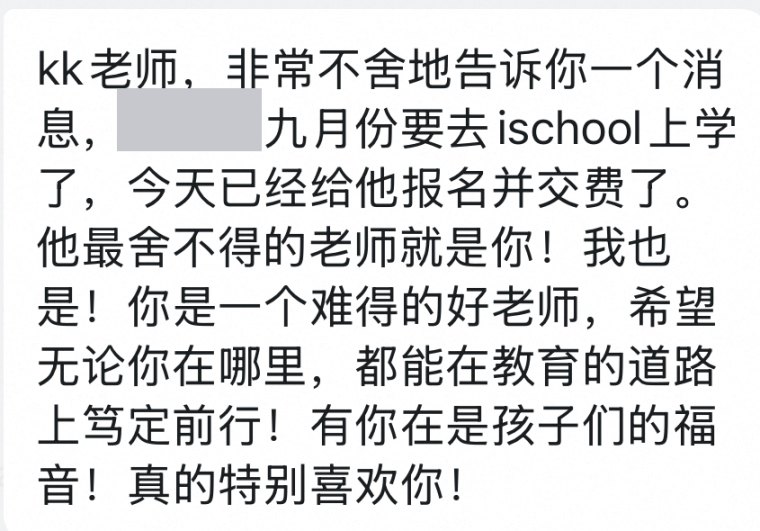 kk老师，非常不舍地告诉你一个消
息，九月份要去ischool上学
了，今天已经给他报名并交费了。
他最舍不得的老师就是你！我也
是！你是一个难得的好老师，希望
无论你在哪里，都能在教育的道路
上笃定前行！有你在是孩子们的福
音！真的特别喜欢你！